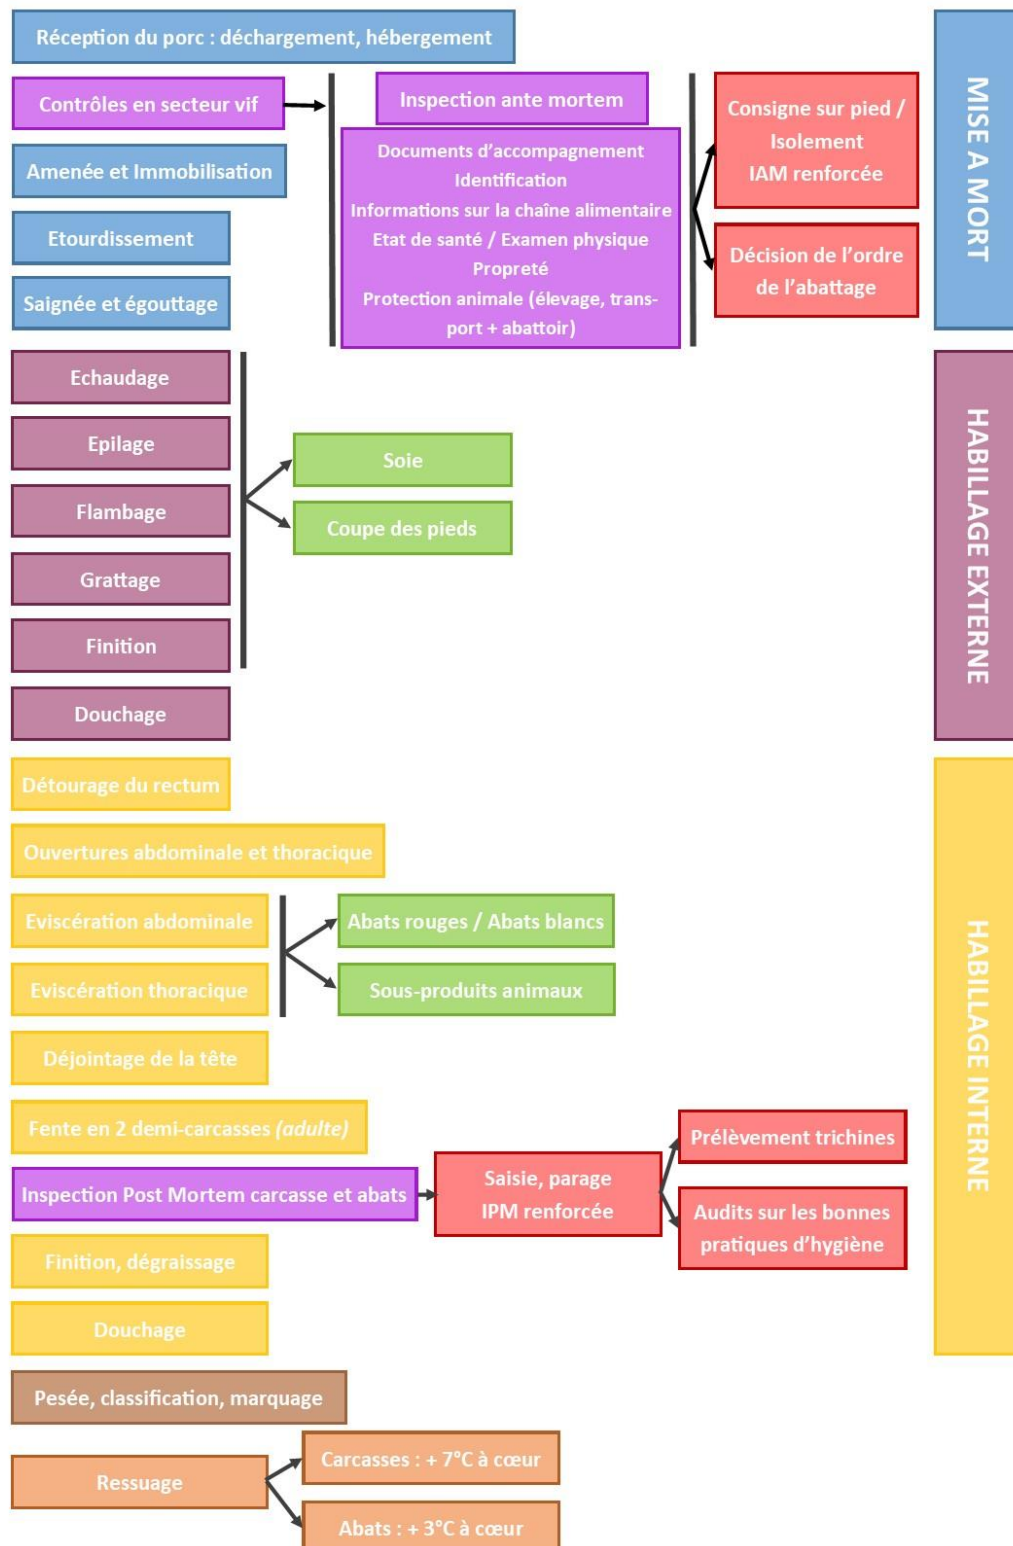 Réception du porc : déchargement, hébergement
Contrôles en secteur vif
Inspection ante mortem
Documents d'accompagnement
Identification
Informations sur la chaîne alimentaire
Etat de santé / Examen physique
Propreté
Protection animale (élevage, trans-
port + abattoir)
Consigne sur pied /
Isolement
IAM renforcée
Décision de l'ordre
de l'abattage
Amenée et Immobilisation
Etourdissement
Saignée et égouttage
MISE A MORT
Echaudage
Epilage
Flambage
Grattage
Finition
Douchage
Soie
Coupe des pieds
HABILLAGE EXTERNE
Détourage du rectum
Ouvertures abdominale et thoracique
Eviscération abdominale
Eviscération thoracique
Abats rouges / Abats blancs
Sous-produits animaux
Déjointage de la tête
Fente en 2 demi-carcasses (adulte)
Inspection Post Mortem carcasse et abats
Saisie, parage
IPM renforcée
Prélèvement trichines
Audits sur les bonnes
pratiques d'hygiène
Finition, dégraissage
Douchage
HABILLAGE INTERNE
Pesée, classification, marquage
Ressuage
Carcasses : + 7°C à cœur
Abats : + 3°C à cœur